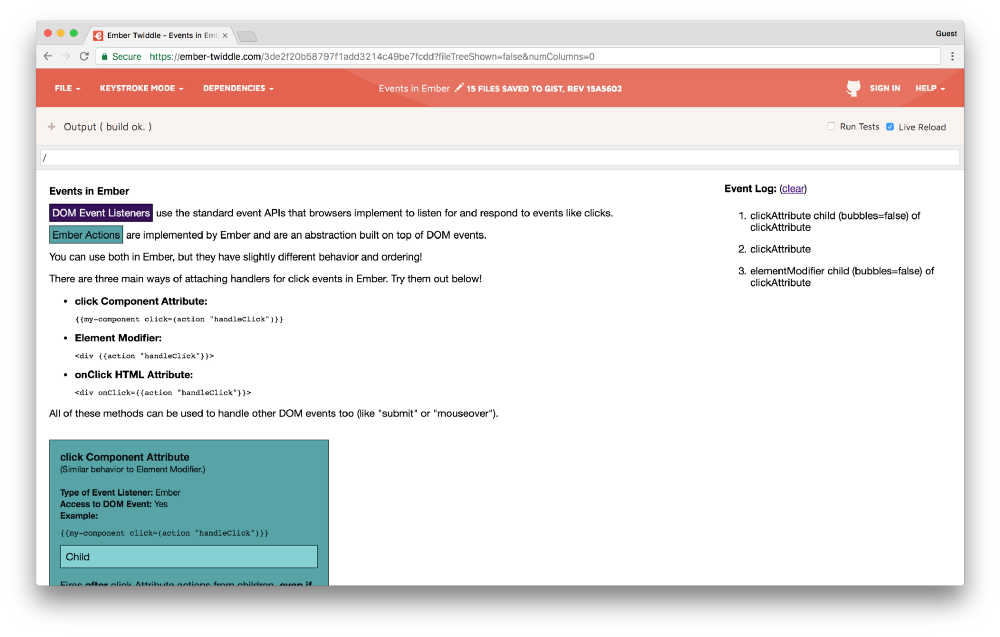 Ember Twiddle - Events in Emb
Guest
Secure https://ember-twiddle.com/3de2f20b58797f1add3214c49be7fcdd?fileTreeShown=false&numColumns=0
FILE KEYSTROKE MODE DEPENDENCIES Events in Ember 15 FILES SAVED TO GIST, REV 15A5602 SIGN IN HELP
Output ( build ok. ) Run Tests Live Reload
/
Events in Ember
DOM Event Listeners use the standard event APIs that browsers implement to listen for and respond to events like clicks.
Ember Actions are implemented by Ember and are an abstraction built on top of DOM events.
You can use both in Ember, but they have slightly different behavior and ordering!
There are three main ways of attaching handlers for click events in Ember. Try them out below!
• click Component Attribute:
{{my-component click=(action "handleClick")}}
• Element Modifier:
<div {{action "handleClick"}}>
• onClick HTML Attribute:
<div onClick={{action "handleClick"}}>
All of these methods can be used to handle other DOM events too (like "submit" or "mouseover").
click Component Attribute
(Similar behavior to Element Modifier.)
Type of Event Listener: Ember
Access to DOM Event: Yes
Example:
{{my-component click=(action "handleClick")}}
Child
Fires after click Attribute actions from children, even if
Event Log: (clear)
1. clickAttribute child (bubbles=false) of
clickAttribute
2. clickAttribute
3. elementModifier child (bubbles=false) of
clickAttribute